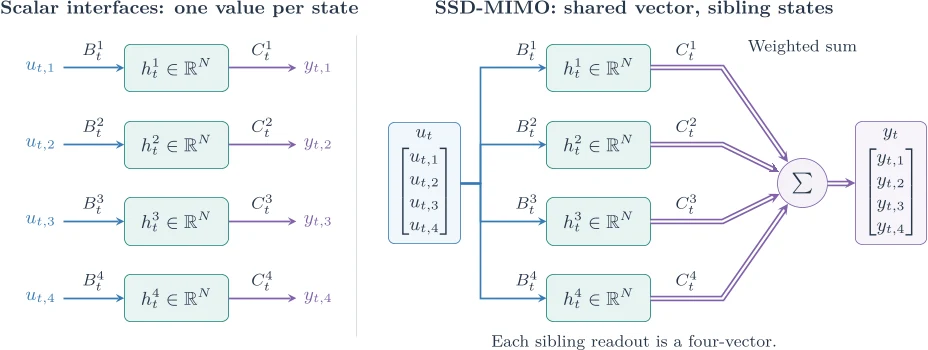 Scalar interfaces: one value per state
u_{t,1} B_t^1 h_t^1 ∈ ℝ^N C_t^1 y_{t,1}
u_{t,2} B_t^2 h_t^2 ∈ ℝ^N C_t^2 y_{t,2}
u_{t,3} B_t^3 h_t^3 ∈ ℝ^N C_t^3 y_{t,3}
u_{t,4} B_t^4 h_t^4 ∈ ℝ^N C_t^4 y_{t,4}
SSD-MIMO: shared vector, sibling states
u_t
u_{t,1}
u_{t,2}
u_{t,3}
u_{t,4}
B_t^1 h_t^1 ∈ ℝ^N C_t^1
B_t^2 h_t^2 ∈ ℝ^N C_t^2
B_t^3 h_t^3 ∈ ℝ^N C_t^3
B_t^4 h_t^4 ∈ ℝ^N C_t^4
Weighted sum
∑
y_t
y_{t,1}
y_{t,2}
y_{t,3}
y_{t,4}
Each sibling readout is a four-vector.